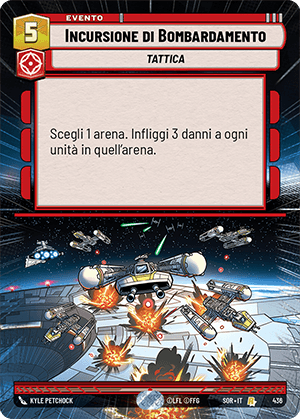 EVENTO
5
INCURSIONE DI BOMBARDAMENTO
TATTICA
Scegli 1 arena. Infliggi 3 danni a ogni
unità in quell'arena.
KYLE PETCHOCK
©LFL ©FFG
SOR • IT
R
436